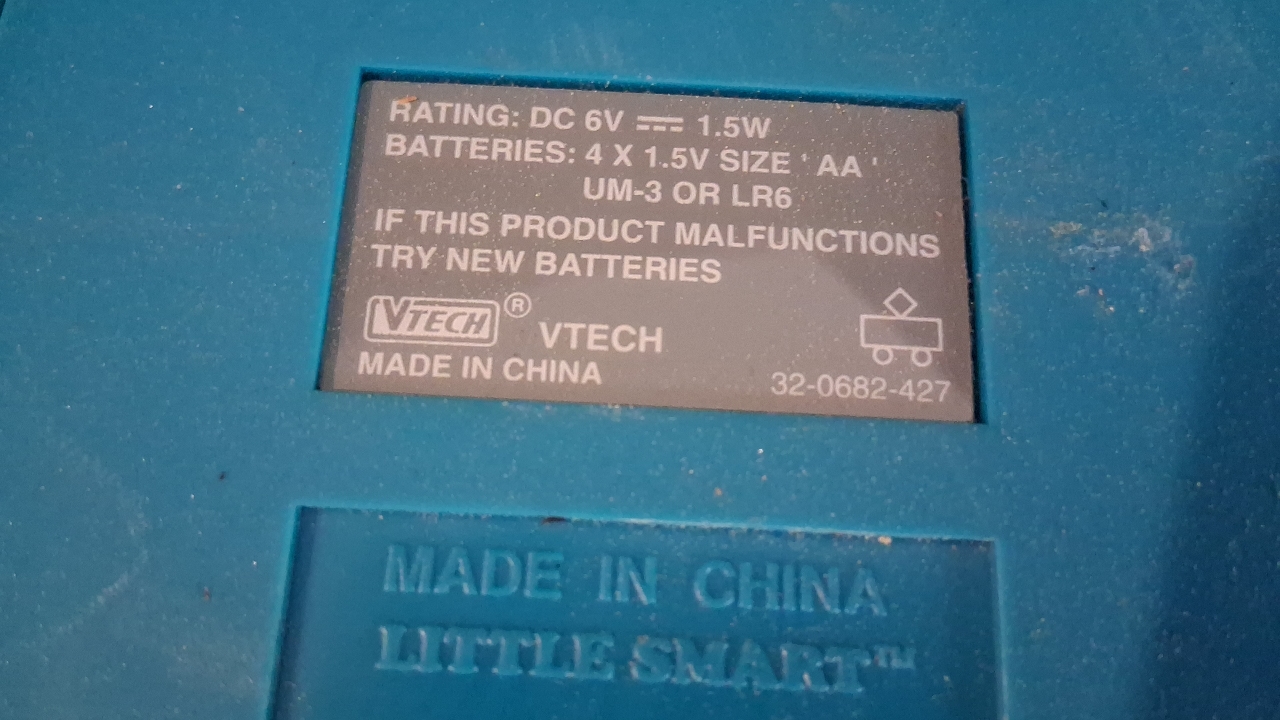 RATING: DC 6V ⎓ 1.5W
BATTERIES: 4 X 1.5V SIZE ' AA '
UM-3 OR LR6
IF THIS PRODUCT MALFUNCTIONS
TRY NEW BATTERIES
VTECH ® VTECH
MADE IN CHINA
32-0682-427
MADE IN CHINA
LITTLE SMART™